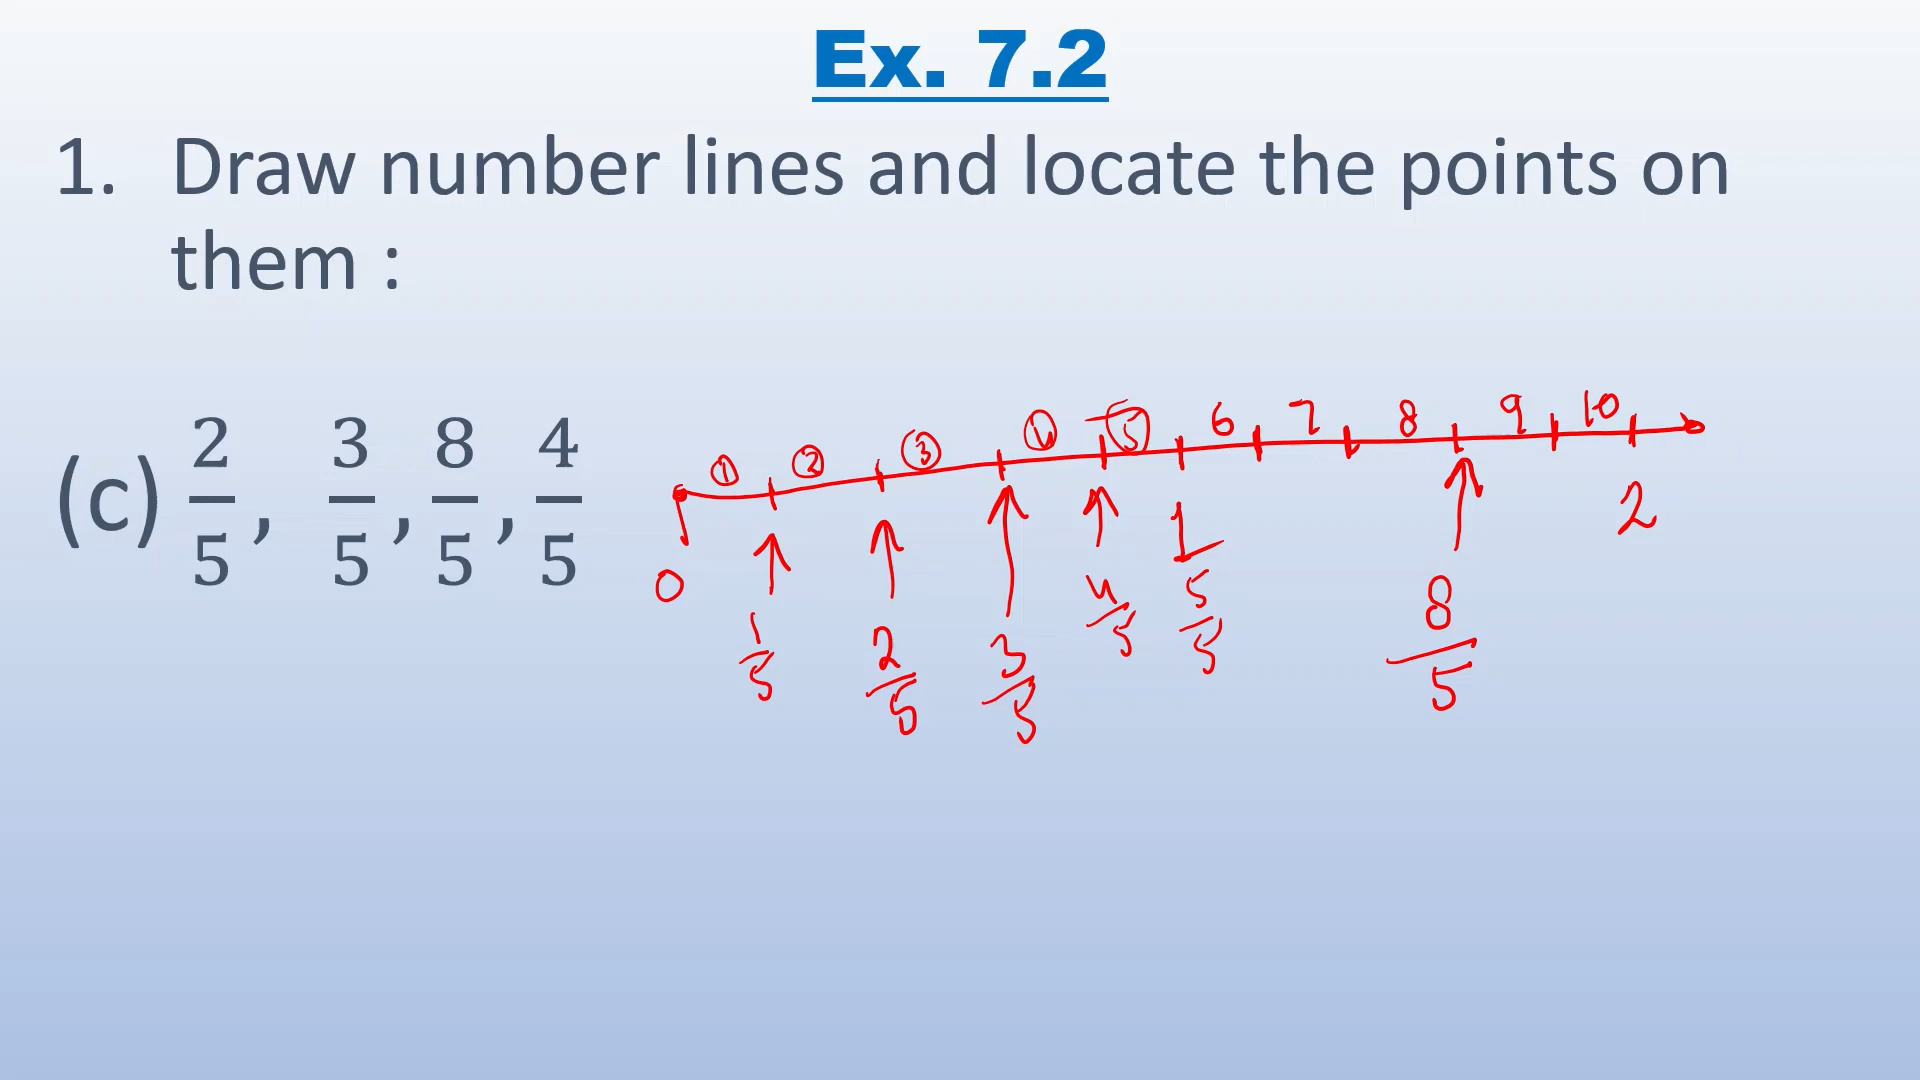 Ex. 7.2
1. Draw number lines and locate the points on
them :
(c) 2/5, 3/5, 8/5, 4/5
① ② ③ ④ ⑤ 6 7 8 9 10
0 1/5 2/5 3/5 4/5 1 5/5 8/5 2